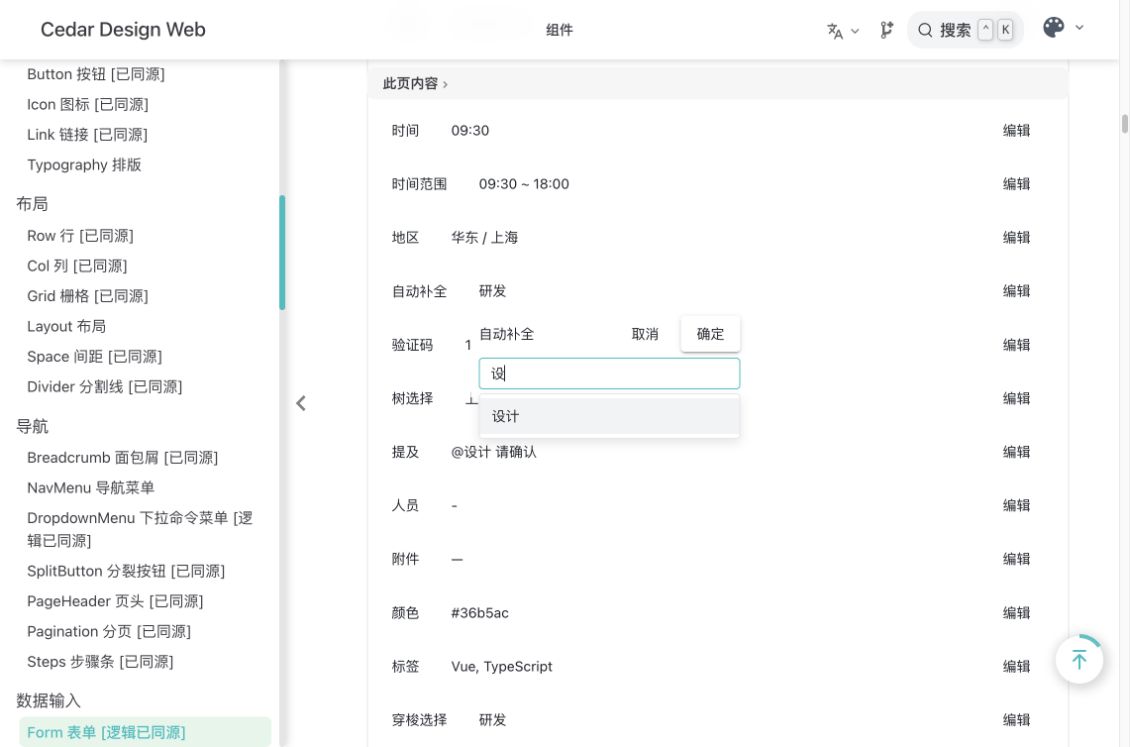 Cedar Design Web
组件
搜索 ^ K
Button 按钮 [已同源]
Icon 图标 [已同源]
Link 链接 [已同源]
Typography 排版
布局
Row 行 [已同源]
Col 列 [已同源]
Grid 栅格 [已同源]
Layout 布局
Space 间距 [已同源]
Divider 分割线 [已同源]
导航
Breadcrumb 面包屑 [已同源]
NavMenu 导航菜单
DropdownMenu 下拉命令菜单 [逻
辑已同源]
SplitButton 分裂按钮 [已同源]
PageHeader 页头 [已同源]
Pagination 分页 [已同源]
Steps 步骤条 [已同源]
数据输入
Form 表单 [逻辑已同源]
此页内容 ›
时间 09:30 编辑
时间范围 09:30 ~ 18:00 编辑
地区 华东 / 上海 编辑
自动补全 研发 编辑
自动补全 取消 确定
验证码 1 编辑
设
树选择 编辑
设计
提及 @设计 请确认 编辑
人员 - 编辑
附件 — 编辑
颜色 #36b5ac 编辑
标签 Vue, TypeScript 编辑
穿梭选择 研发 编辑